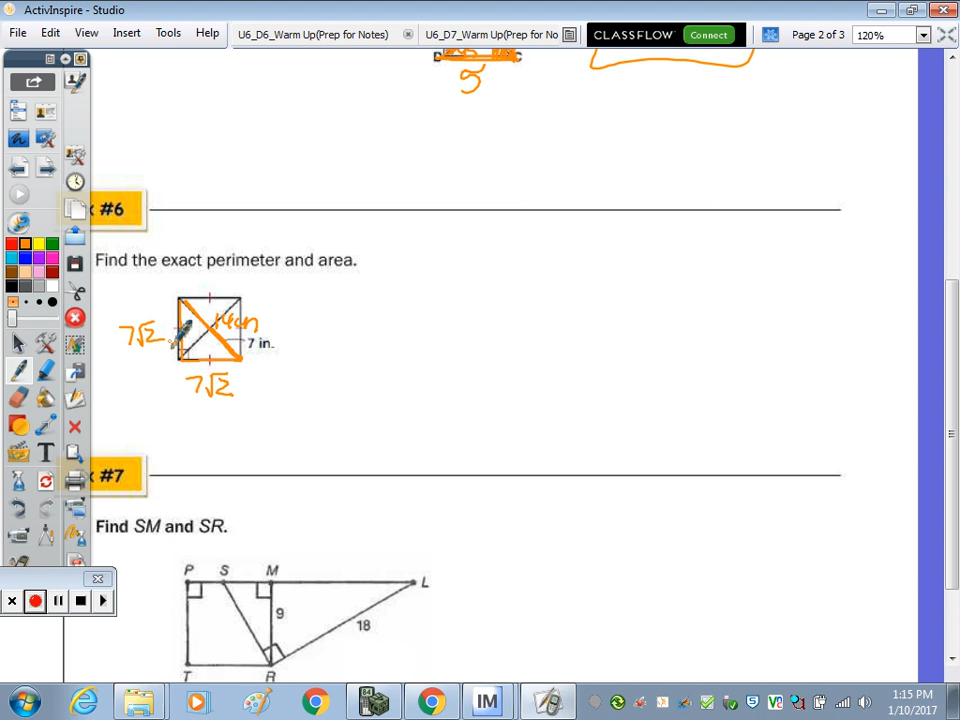 ActivInspire - Studio
File Edit View Insert Tools Help
U6_D6_Warm Up(Prep for Notes)
U6_D7_Warm Up(Prep for No
CLASSFLOW Connect
Page 2 of 3
120%
9
x #6
Find the exact perimeter and area.
7√2
7 in.
7√2
x #7
Find SM and SR.
P S M
L
9
18
T R
1:15 PM
1/10/2017